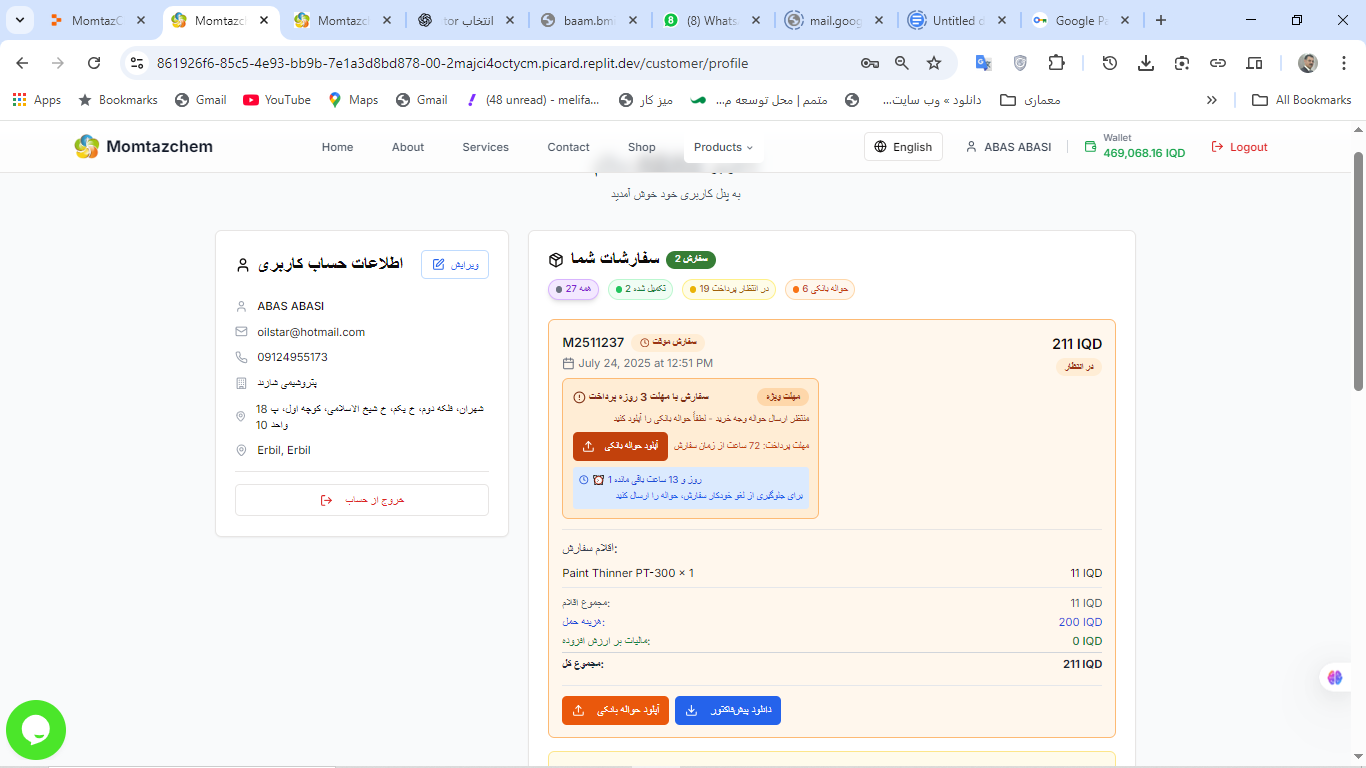 MomtazC
Momtazch
Momtazc
انتخاب tor
baam.bm
(8) Whats
mail.goog
Untitled d
Google Pa
861926f6-85c5-4e93-bb9b-7e1a3d8bd878-00-2majci4octycm.picard.replit.dev/customer/profile
Apps
Bookmarks
Gmail
YouTube
Maps
Gmail
(48 unread) - melifa...
میز کار
متمم | محل توسعه م...
دانلود » وب سایت...
معماری
All Bookmarks
Momtazchem
Home
About
Services
Contact
Shop
Products
English
ABAS ABASI
Wallet
469,068.16 IQD
Logout
به پنل کاربری خود خوش آمدید
اطلاعات حساب کاربری
ویرایش
ABAS ABASI
oilstar@hotmail.com
09124955173
پتروشیمی شازند
شهران، فلکه دوم، خ یکم، خ شیخ الاسلامی، کوچه اول، پ 18
واحد 10
Erbil, Erbil
خروج از حساب
سفارشات شما
2 سفارش
همه 27
تکمیل شده 2
در انتظار پرداخت 19
حواله بانکی 6
M2511237
سفارش موقت
211 IQD
July 24, 2025 at 12:51 PM
در انتظار
سفارش با مهلت 3 روزه پرداخت
مهلت ویژه
منتظر ارسال حواله وجه خرید - لطفاً حواله بانکی را آپلود کنید
آپلود حواله بانکی
مهلت پرداخت: 72 ساعت از زمان سفارش
1 روز و 13 ساعت باقی مانده
برای جلوگیری از لغو خودکار سفارش، حواله را ارسال کنید
اقلام سفارش:
Paint Thinner PT-300 × 1
11 IQD
مجموع اقلام:
11 IQD
هزینه حمل:
200 IQD
مالیات بر ارزش افزوده:
0 IQD
مجموع کل:
211 IQD
آپلود حواله بانکی
دانلود پیش‌فاکتور